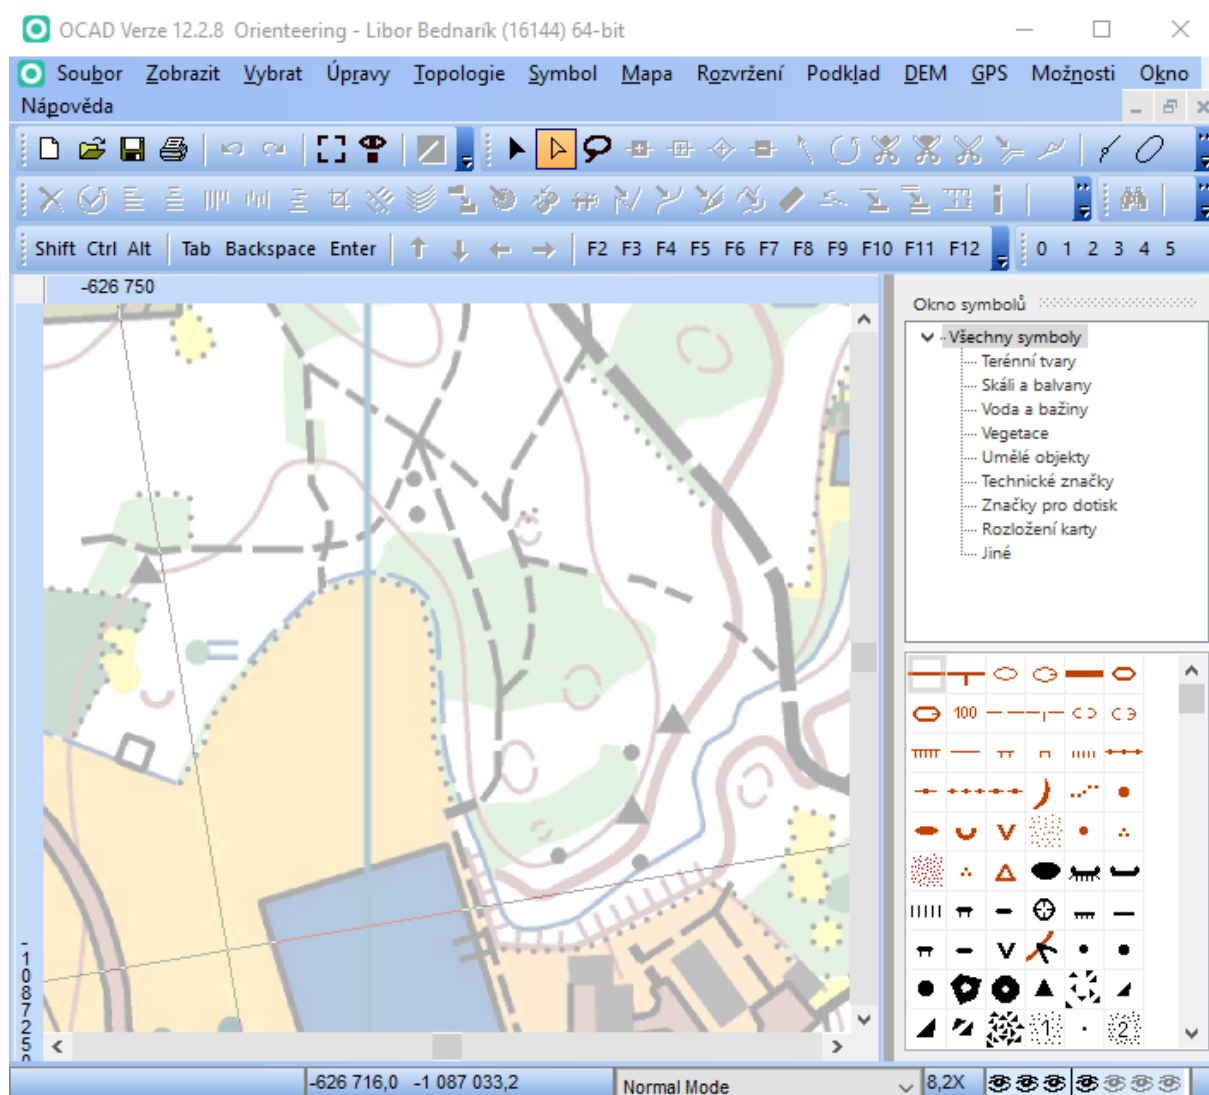 OCAD Verze 12.2.8 Orienteering - Libor Bednarík (16144) 64-bit
Soubor Zobrazit Vybrat Úpravy Topologie Symbol Mapa Rozvržení Podklad DEM GPS Možnosti Okno
Nápověda
Shift Ctrl Alt Tab Backspace Enter F2 F3 F4 F5 F6 F7 F8 F9 F10 F11 F12 0 1 2 3 4 5
-626 750
Okno symbolů
Všechny symboly
Terénní tvary
Skáli a balvany
Voda a bažiny
Vegetace
Umělé objekty
Technické značky
Značky pro dotisk
Rozložení karty
Jiné
100
1
2
-1087250
-626 716,0 -1 087 033,2 Normal Mode 8,2X